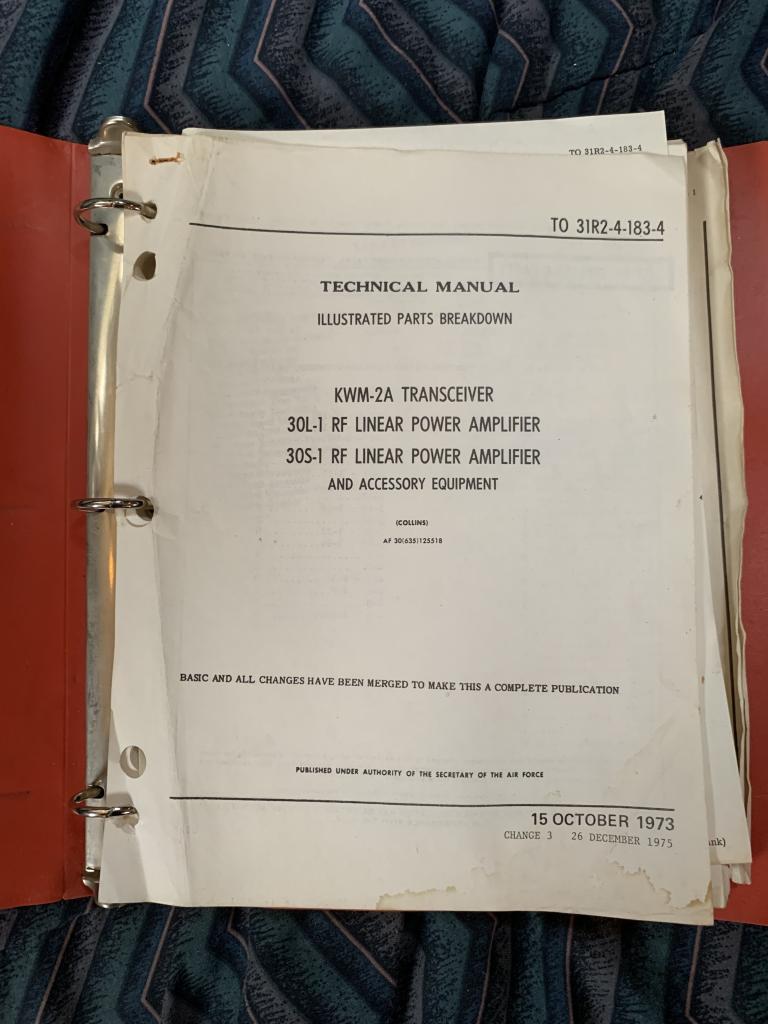 TO 31R2-4-183-4
TO 31R2-4-183-4
TECHNICAL MANUAL
ILLUSTRATED PARTS BREAKDOWN
KWM-2A TRANSCEIVER
30L-1 RF LINEAR POWER AMPLIFIER
30S-1 RF LINEAR POWER AMPLIFIER
AND ACCESSORY EQUIPMENT
(COLLINS)
AF 30(635)125518
BASIC AND ALL CHANGES HAVE BEEN MERGED TO MAKE THIS A COMPLETE PUBLICATION
PUBLISHED UNDER AUTHORITY OF THE SECRETARY OF THE AIR FORCE
15 OCTOBER 1973
CHANGE 3 26 DECEMBER 1975